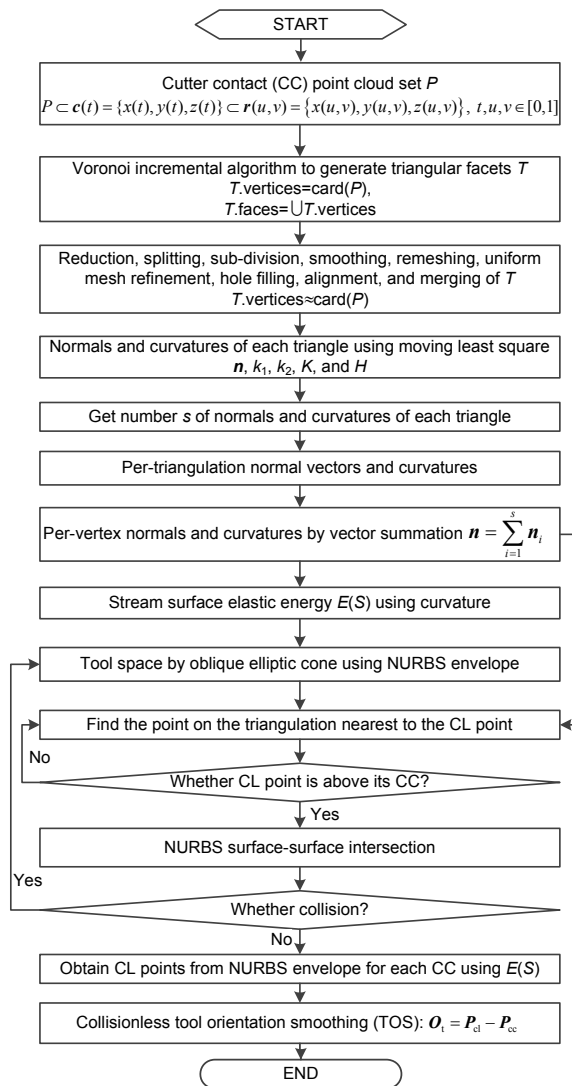 START
Cutter contact (CC) point cloud set P
P ⊂ c(t) = {x(t), y(t), z(t)} ⊂ r(u, v) = {x(u, v), y(u, v), z(u, v)}, t, u, v ∈ [0, 1]
Voronoi incremental algorithm to generate triangular facets T
T.vertices=card(P),
T.faces=⋃T.vertices
Reduction, splitting, sub-division, smoothing, remeshing, uniform
mesh refinement, hole filling, alignment, and merging of T
T.vertices≈card(P)
Normals and curvatures of each triangle using moving least square
n, k₁, k₂, K, and H
Get number s of normals and curvatures of each triangle
Per-triangulation normal vectors and curvatures
Per-vertex normals and curvatures by vector summation n = ∑ᵢ₌₁ˢ nᵢ
Stream surface elastic energy E(S) using curvature
Tool space by oblique elliptic cone using NURBS envelope
Find the point on the triangulation nearest to the CL point
No
Whether CL point is above its CC?
Yes
NURBS surface-surface intersection
Yes
Whether collision?
No
Obtain CL points from NURBS envelope for each CC using E(S)
Collisionless tool orientation smoothing (TOS): Oₜ = P_cl − P_cc
END